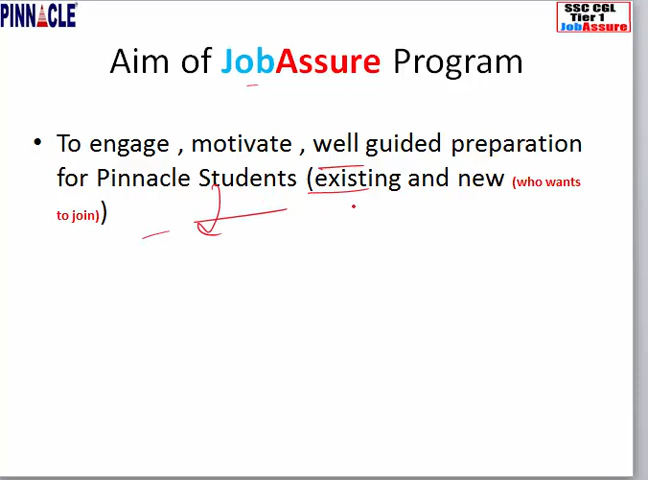 PINNACLE
SSC CGL
Tier 1
JobAssure
Aim of JobAssure Program
• To engage , motivate , well guided preparation
for Pinnacle Students (existing and new (who wants
to join))